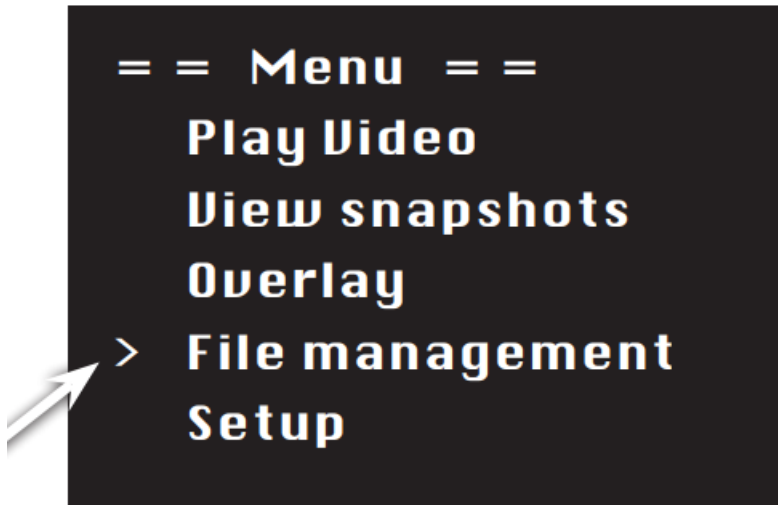 = = Menu = =
Play Video
View snapshots
Overlay
> File management
Setup